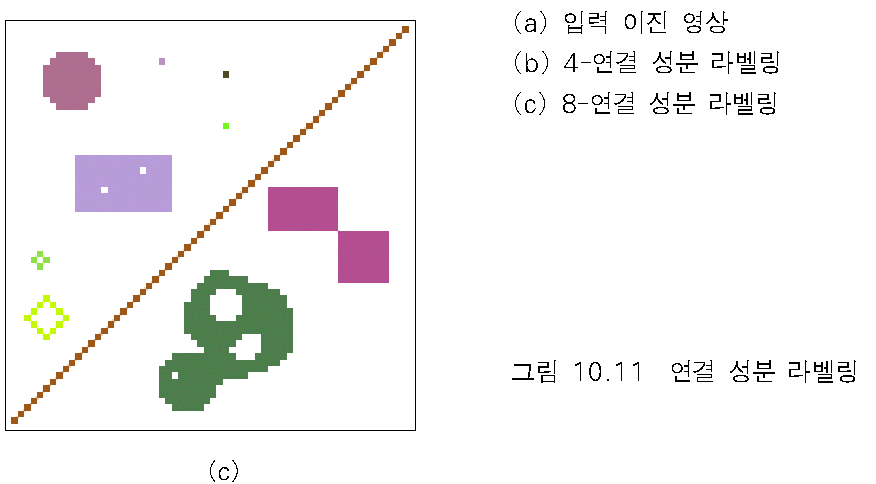 (a) 입력 이진 영상
(b) 4-연결 성분 라벨링
(c) 8-연결 성분 라벨링
그림 10.11 연결 성분 라벨링
(c)